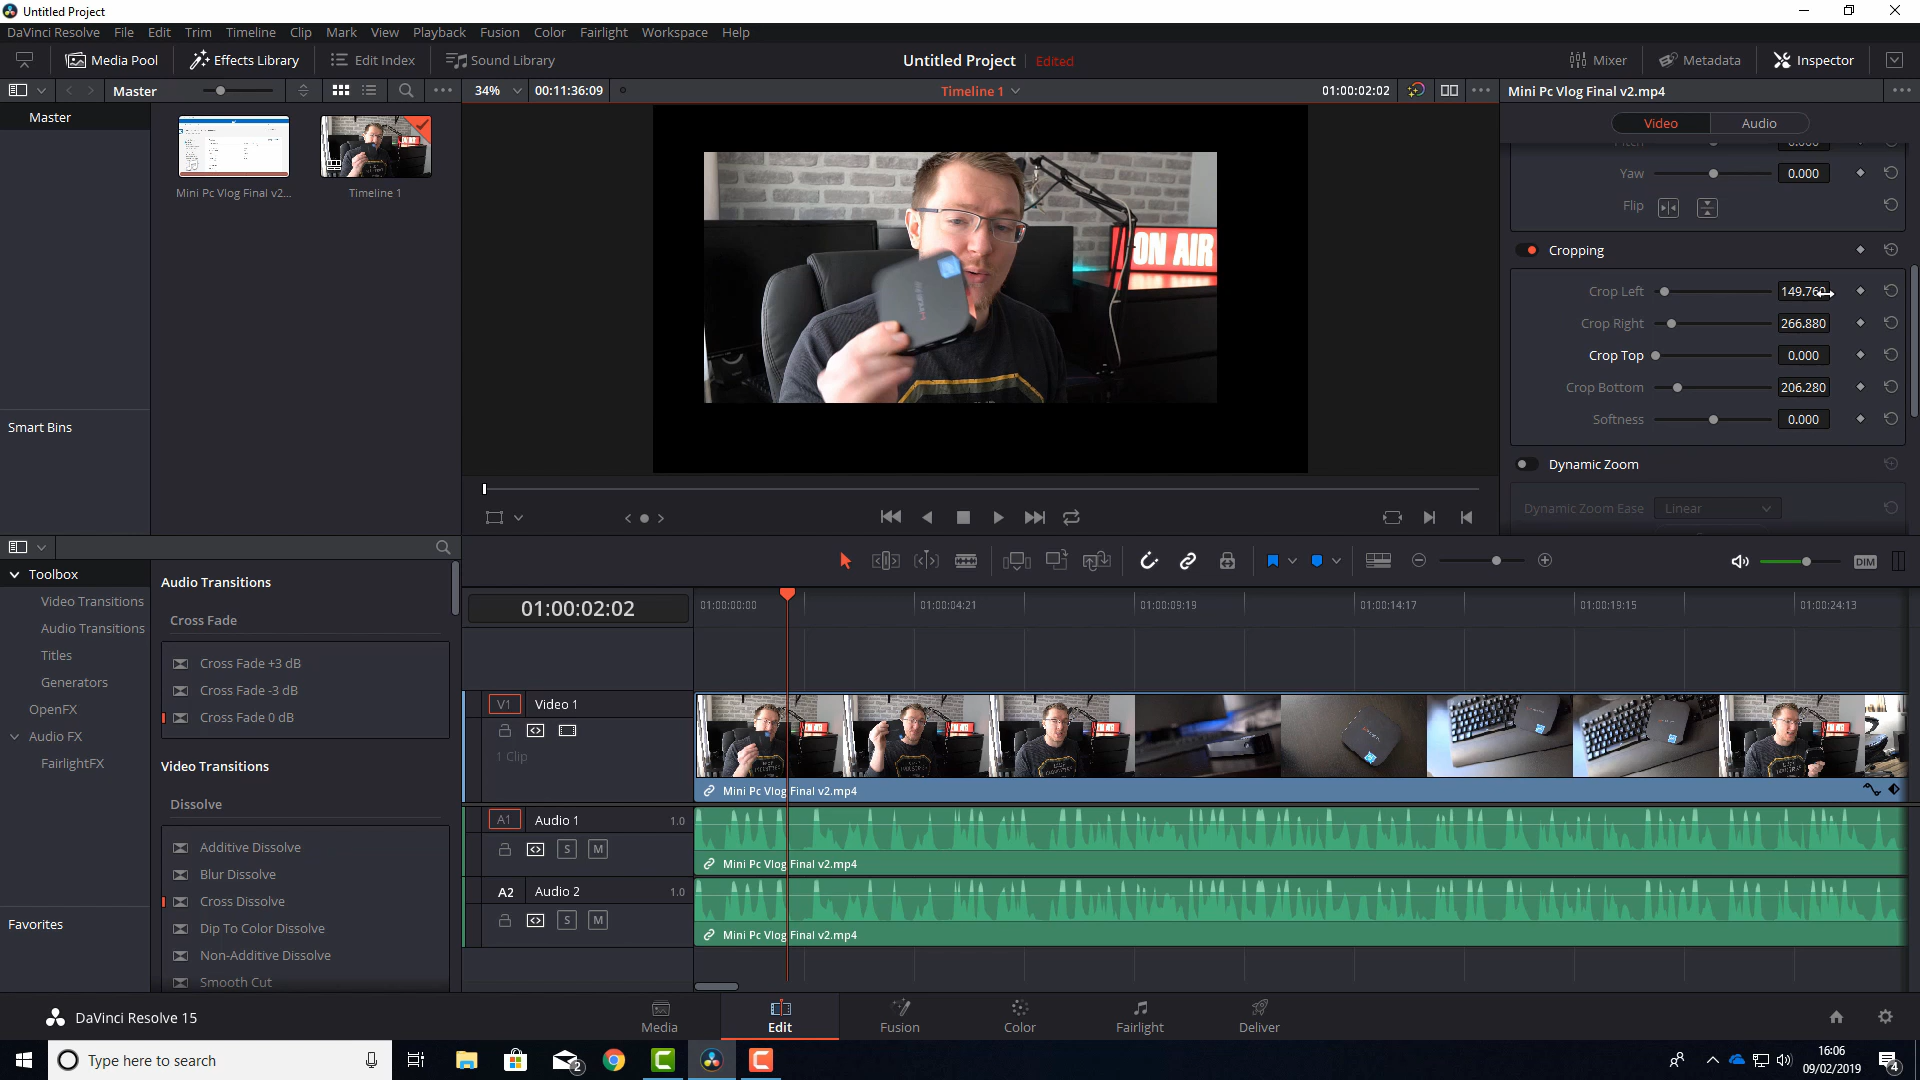 Untitled Project
DaVinci Resolve File Edit Trim Timeline Clip Mark View Playback Fusion Color Fairlight Workspace Help
Media Pool Effects Library Edit Index Sound Library Untitled Project Edited Mixer Metadata Inspector
Master 34% 00:11:36:09 Timeline 1 01:00:02:02 Mini Pc Vlog Final v2.mp4
Video Audio
Master
Mini Pc Vlog Final v2... Timeline 1
ON AIR
Pitch 0.000
Yaw 0.000
Flip
Cropping
Crop Left 149.760
Crop Right 266.880
Crop Top 0.000
Crop Bottom 206.280
Softness 0.000
Dynamic Zoom
Dynamic Zoom Ease Linear
Smart Bins
DIM
Toolbox
Video Transitions
Audio Transitions
Titles
Generators
OpenFX
Audio FX
FairlightFX
Favorites
Audio Transitions
Cross Fade
Cross Fade +3 dB
Cross Fade -3 dB
Cross Fade 0 dB
Video Transitions
Dissolve
Additive Dissolve
Blur Dissolve
Cross Dissolve
Dip To Color Dissolve
Non-Additive Dissolve
Smooth Cut
01:00:02:02 01:00:00:00 01:00:04:21 01:00:09:19 01:00:14:17 01:00:19:15 01:00:24:13
V1 Video 1
1 Clip
Mini Pc Vlog Final v2.mp4
A1 Audio 1 1.0
S M
Mini Pc Vlog Final v2.mp4
A2 Audio 2 1.0
S M
Mini Pc Vlog Final v2.mp4
DaVinci Resolve 15 Media Edit Fusion Color Fairlight Deliver
Type here to search 2 16:06
09/02/2019 4